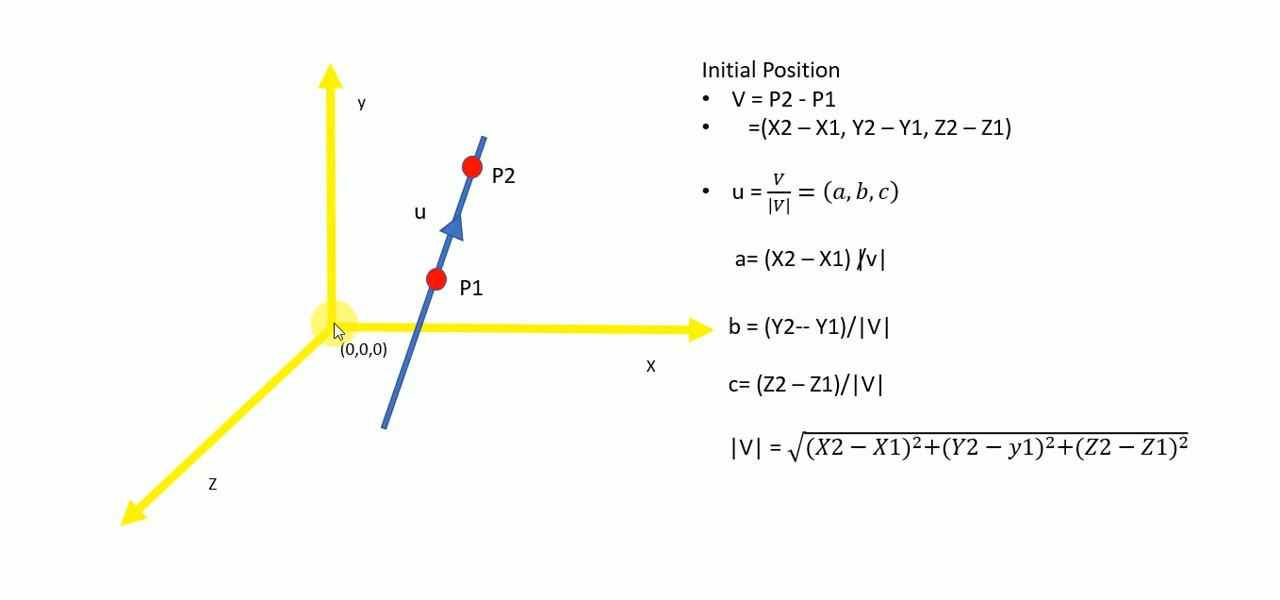 Initial Position
y
• V = P2 - P1
• =(X2 – X1, Y2 – Y1, Z2 – Z1)
P2
• u = V/|V| = (a, b, c)
u
a= (X2 – X1) /|v|
P1
b = (Y2-- Y1)/|V|
(0,0,0)
X
c= (Z2 – Z1)/|V|
|V| = √(X2 − X1)²+(Y2 − y1)²+(Z2 − Z1)²
Z